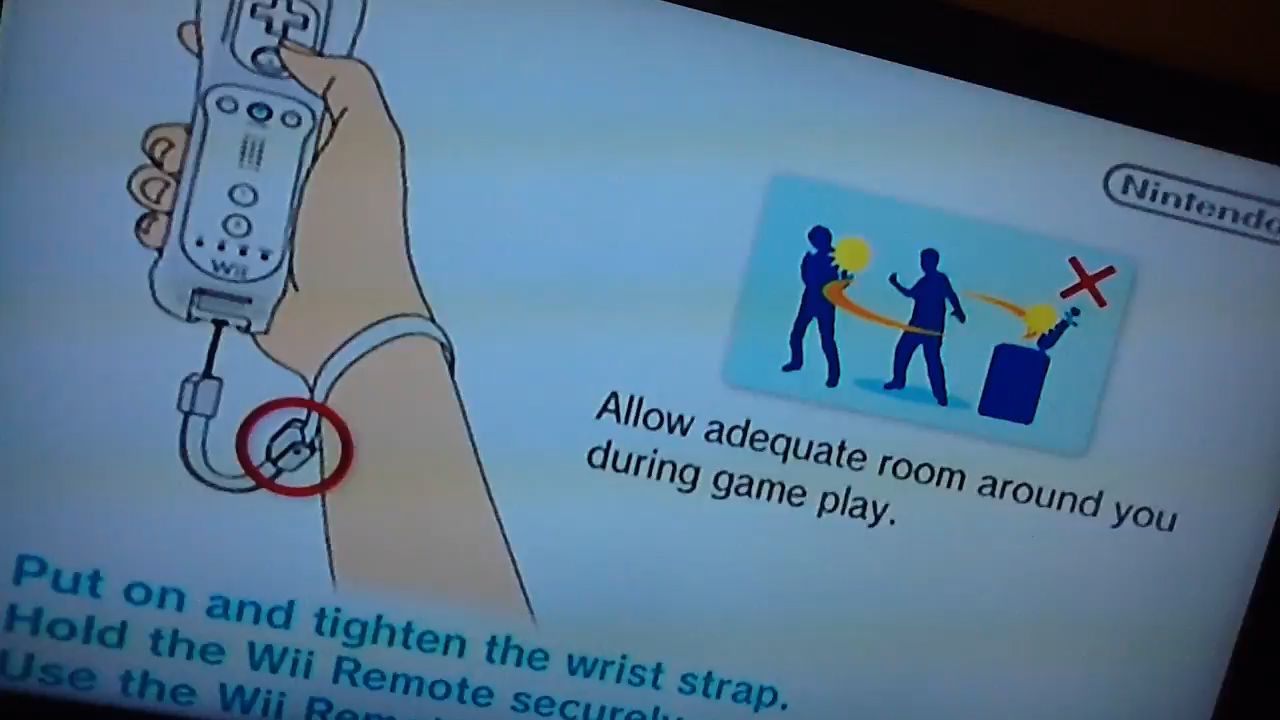 Nintendo
Wii
Allow adequate room around you
during game play.
Put on and tighten the wrist strap.
Hold the Wii Remote securely
Use the Wii